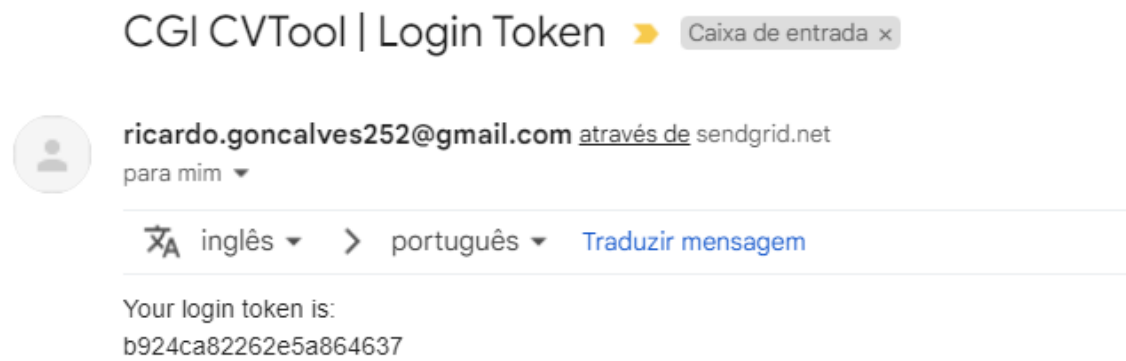 CGI CVTool | Login Token Caixa de entrada ×
ricardo.goncalves252@gmail.com através de sendgrid.net
para mim
inglês português Traduzir mensagem
Your login token is:
b924ca82262e5a864637